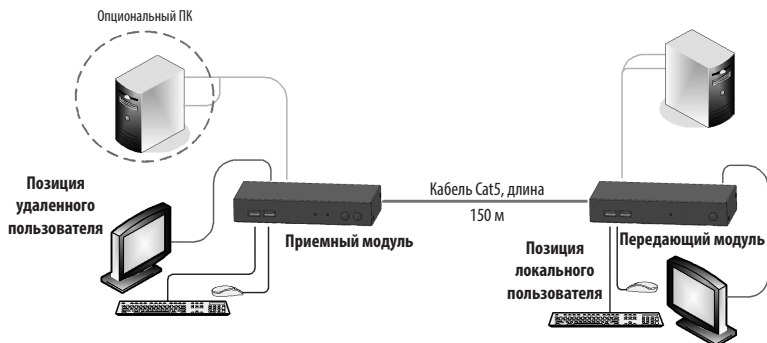 Опциональный ПК
Позиция
удаленного
пользователя
Приемный модуль
Кабель Cat5, длина
150 м
Позиция
локального
пользователя
Передающий модуль